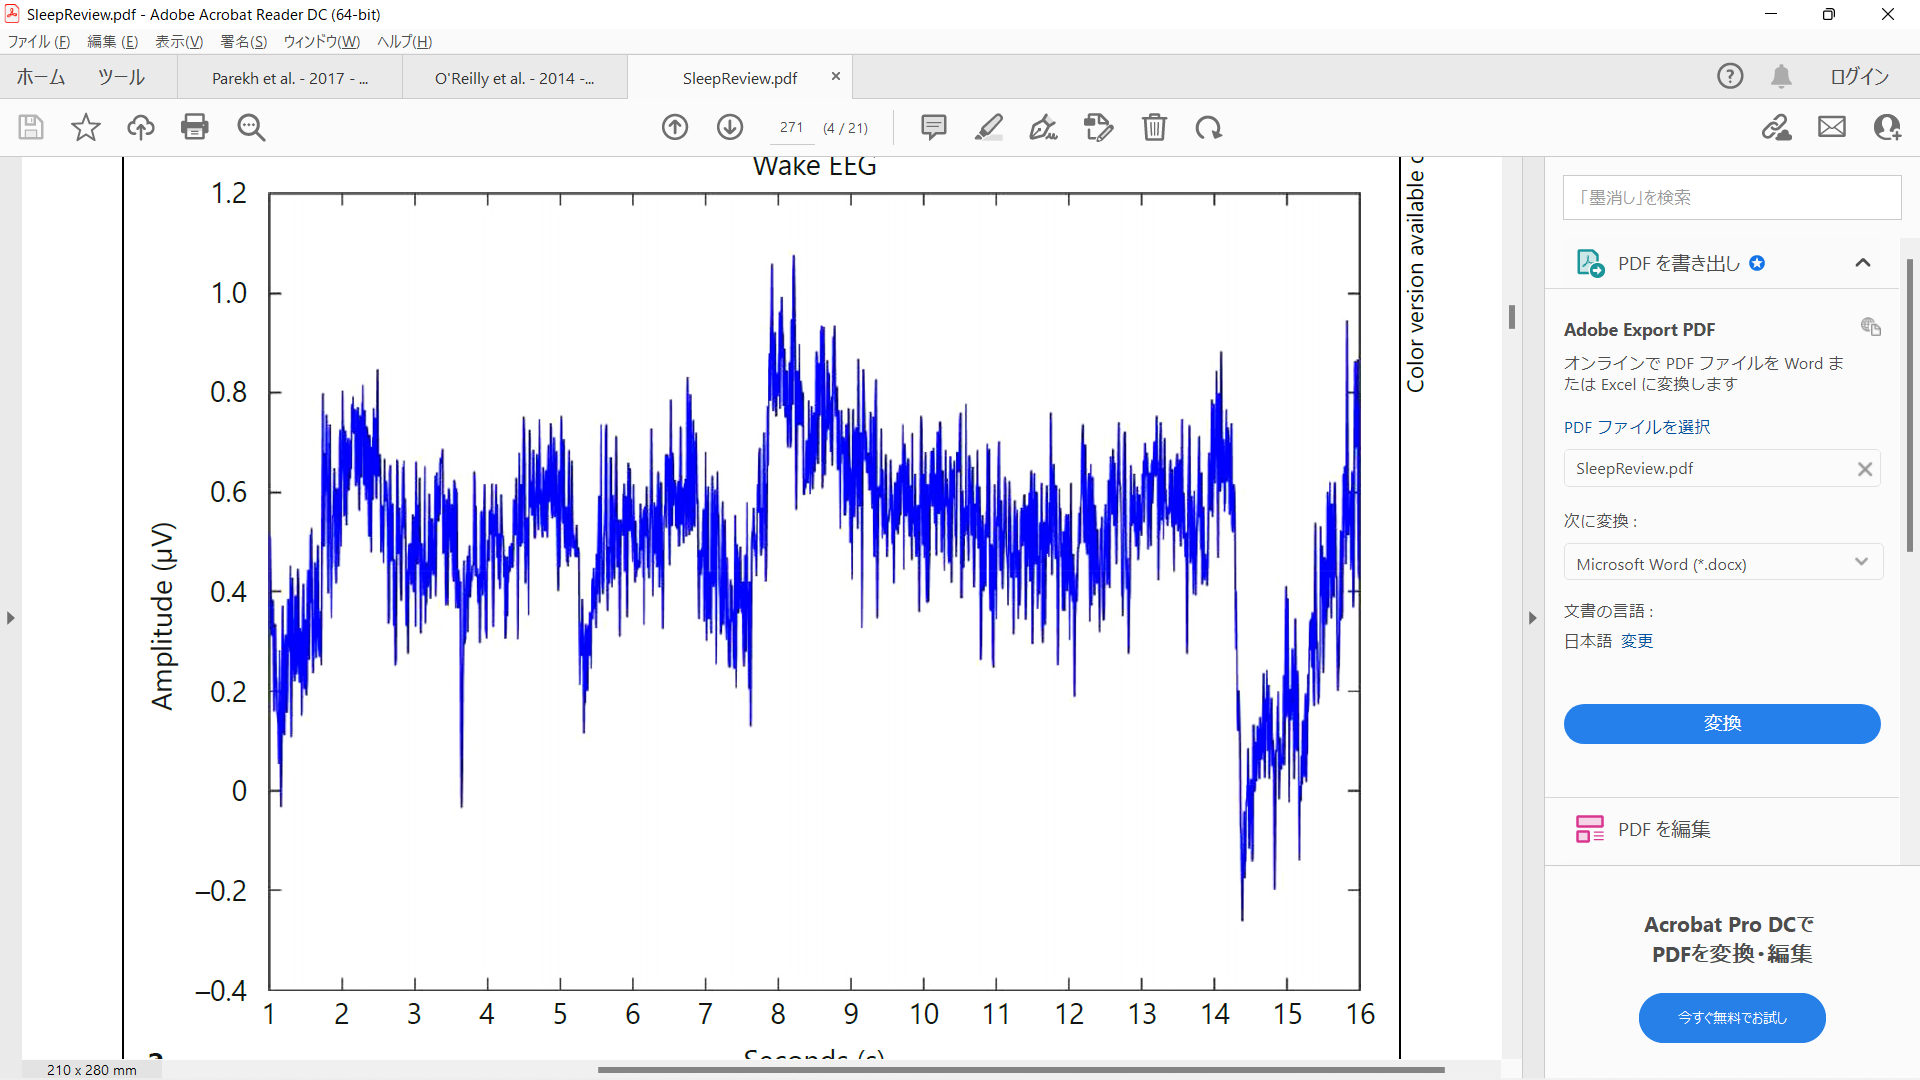 SleepReview.pdf - Adobe Acrobat Reader DC (64-bit)
ファイル (F) 編集 (E) 表示(V) 署名(S) ウィンドウ(W) ヘルプ(H)
ホーム ツール Parekh et al. - 2017 - ... O'Reilly et al. - 2014 -... SleepReview.pdf × ログイン
271 (4 / 21)
Wake EEG
Color version available
1.2
1.0
0.8
0.6
0.4
0.2
0
–0.2
–0.4
Amplitude (μV)
1 2 3 4 5 6 7 8 9 10 11 12 13 14 15 16
Seconds (s)
210 x 280 mm
「墨消し」を検索
PDF を書き出し
Adobe Export PDF
オンラインで PDF ファイルを Word ま
たは Excel に変換します
PDF ファイルを選択
SleepReview.pdf
次に変換 :
Microsoft Word (*.docx)
文書の言語 :
日本語 変更
変換
PDF を編集
Acrobat Pro DCで
PDFを変換・編集
今すぐ無料でお試し